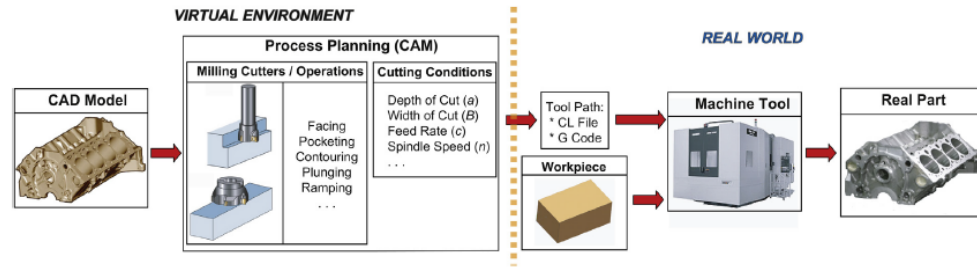 VIRTUAL ENVIRONMENT
REAL WORLD
CAD Model
Process Planning (CAM)
Milling Cutters / Operations
Facing
Pocketing
Contouring
Plunging
Ramping
. . .
Cutting Conditions
Depth of Cut (a)
Width of Cut (B)
Feed Rate (c)
Spindle Speed (n)
. . .
Tool Path:
* CL File
* G Code
Workpiece
Machine Tool
Real Part